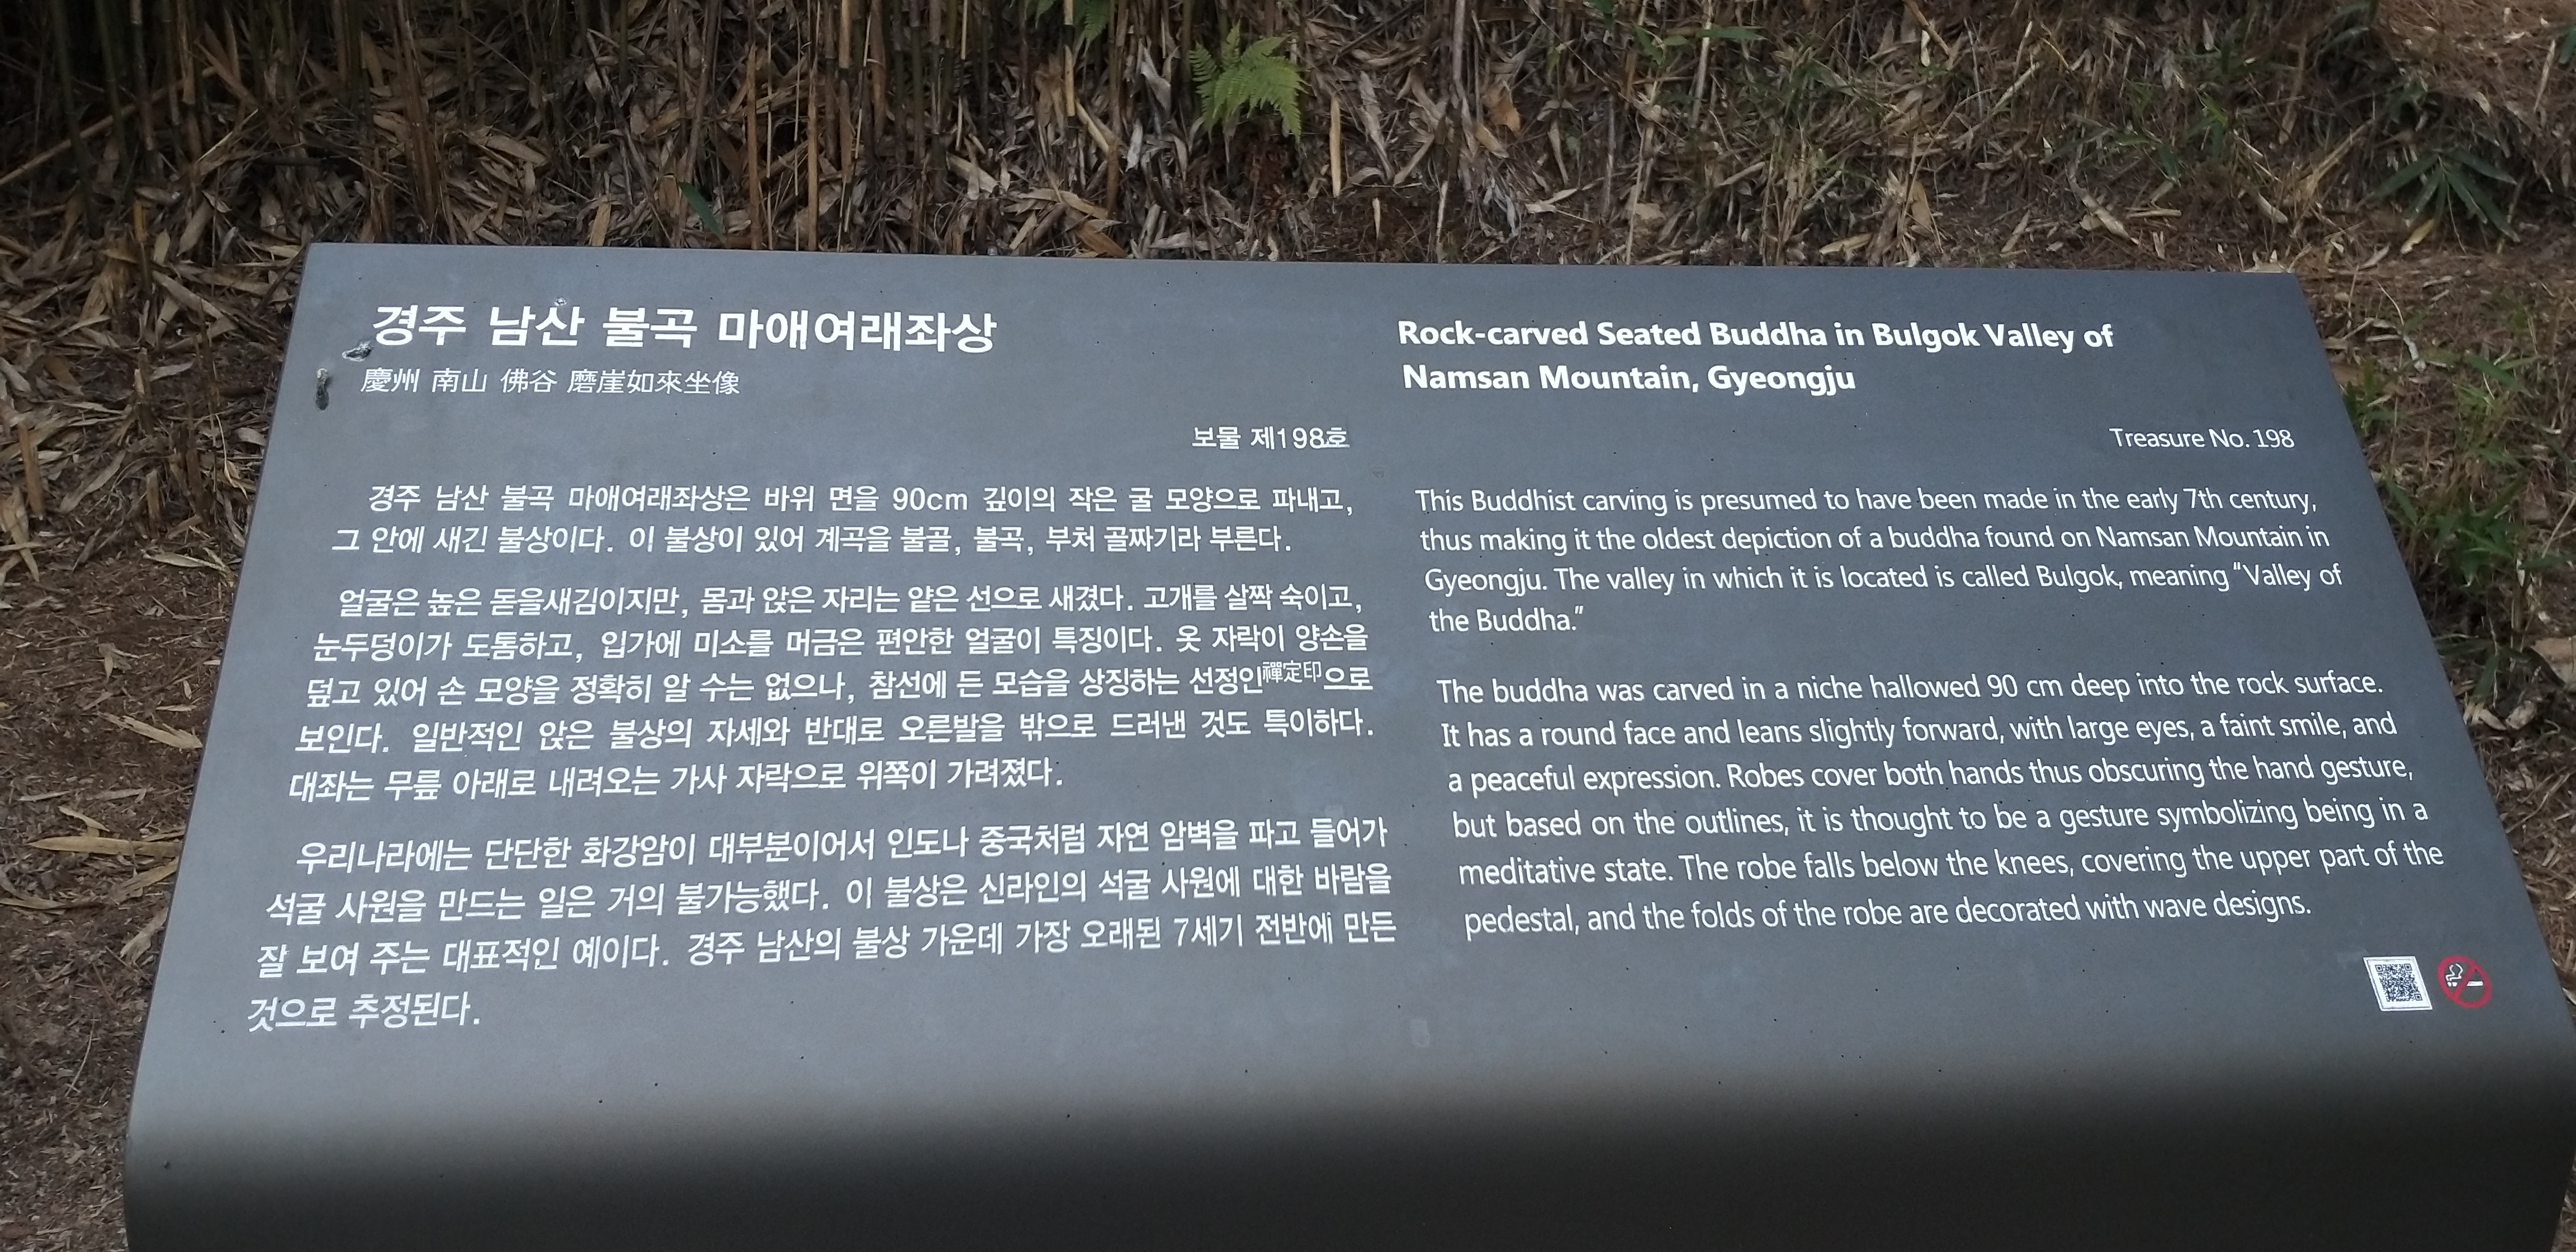 경주 남산 불곡 마애여래좌상
慶州 南山 佛谷 磨崖如來坐像
보물 제198호
경주 남산 불곡 마애여래좌상은 바위 면을 90cm 깊이의 작은 굴 모양으로 파내고,
그 안에 새긴 불상이다. 이 불상이 있어 계곡을 불골, 불곡, 부처 골짜기라 부른다.
얼굴은 높은 돋을새김이지만, 몸과 앉은 자리는 얕은 선으로 새겼다. 고개를 살짝 숙이고,
눈두덩이가 도톰하고, 입가에 미소를 머금은 편안한 얼굴이 특징이다. 옷 자락이 양손을
덮고 있어 손 모양을 정확히 알 수는 없으나, 참선에 든 모습을 상징하는 선정인禪定印으로
보인다. 일반적인 앉은 불상의 자세와 반대로 오른발을 밖으로 드러낸 것도 특이하다.
대좌는 무릎 아래로 내려오는 가사 자락으로 위쪽이 가려졌다.
우리나라에는 단단한 화강암이 대부분이어서 인도나 중국처럼 자연 암벽을 파고 들어가
석굴 사원을 만드는 일은 거의 불가능했다. 이 불상은 신라인의 석굴 사원에 대한 바람을
잘 보여 주는 대표적인 예이다. 경주 남산의 불상 가운데 가장 오래된 7세기 전반에 만든
것으로 추정된다.
Rock-carved Seated Buddha in Bulgok Valley of
Namsan Mountain, Gyeongju
Treasure No. 198
This Buddhist carving is presumed to have been made in the early 7th century,
thus making it the oldest depiction of a buddha found on Namsan Mountain in
Gyeongju. The valley in which it is located is called Bulgok, meaning “Valley of
the Buddha.”
The buddha was carved in a niche hallowed 90 cm deep into the rock surface.
It has a round face and leans slightly forward, with large eyes, a faint smile, and
a peaceful expression. Robes cover both hands thus obscuring the hand gesture,
but based on the outlines, it is thought to be a gesture symbolizing being in a
meditative state. The robe falls below the knees, covering the upper part of the
pedestal, and the folds of the robe are decorated with wave designs.